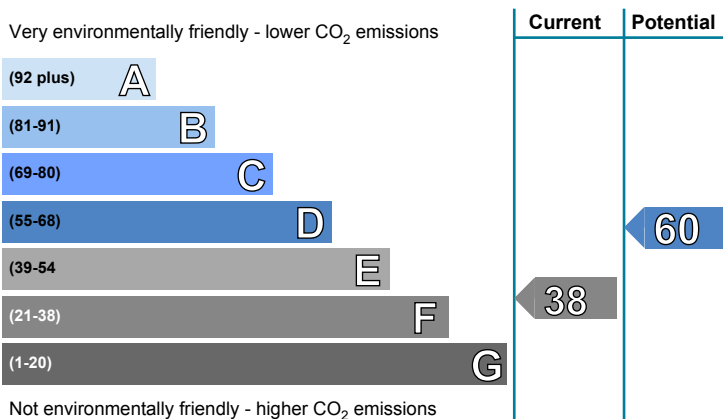 Current Potential
Very environmentally friendly - lower CO2 emissions
(92 plus) A
(81-91) B
(69-80) C
(55-68) D
60
(39-54 E
38
(21-38) F
(1-20) G
Not environmentally friendly - higher CO2 emissions